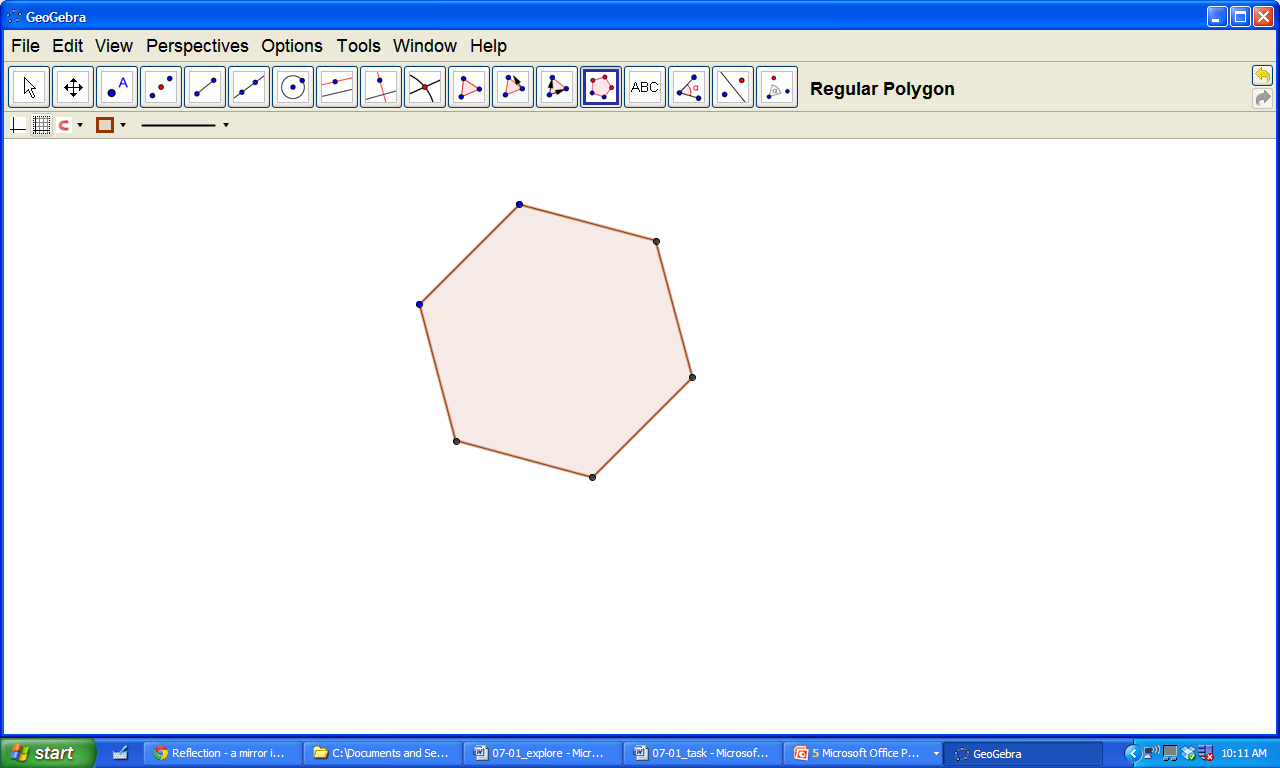 GeoGebra
File Edit View Perspectives Options Tools Window Help
A ABC α Regular Polygon
start Reflection - a mirror i... C:\Documents and Se... 07-01_explore - Micr... 07-01_task - Microsof... 5 Microsoft Office P... GeoGebra 10:11 AM